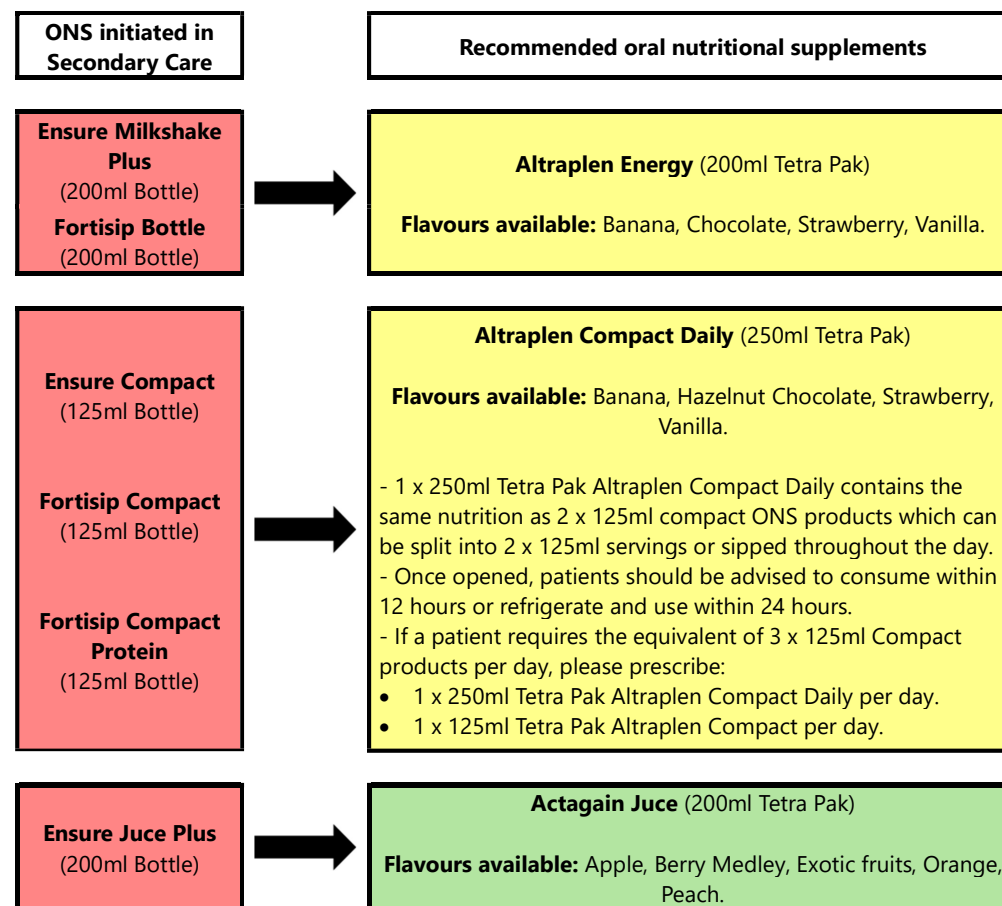 ONS initiated in
Secondary Care
Recommended oral nutritional supplements
Ensure Milkshake
Plus
(200ml Bottle)
Fortisip Bottle
(200ml Bottle)
Altraplen Energy (200ml Tetra Pak)
Flavours available: Banana, Chocolate, Strawberry, Vanilla.
Ensure Compact
(125ml Bottle)
Fortisip Compact
(125ml Bottle)
Fortisip Compact
Protein
(125ml Bottle)
Altraplen Compact Daily (250ml Tetra Pak)
Flavours available: Banana, Hazelnut Chocolate, Strawberry,
Vanilla.
- 1 x 250ml Tetra Pak Altraplen Compact Daily contains the
same nutrition as 2 x 125ml compact ONS products which can
be split into 2 x 125ml servings or sipped throughout the day.
- Once opened, patients should be advised to consume within
12 hours or refrigerate and use within 24 hours.
- If a patient requires the equivalent of 3 x 125ml Compact
products per day, please prescribe:
• 1 x 250ml Tetra Pak Altraplen Compact Daily per day.
• 1 x 125ml Tetra Pak Altraplen Compact per day.
Ensure Juce Plus
(200ml Bottle)
Actagain Juce (200ml Tetra Pak)
Flavours available: Apple, Berry Medley, Exotic fruits, Orange,
Peach.